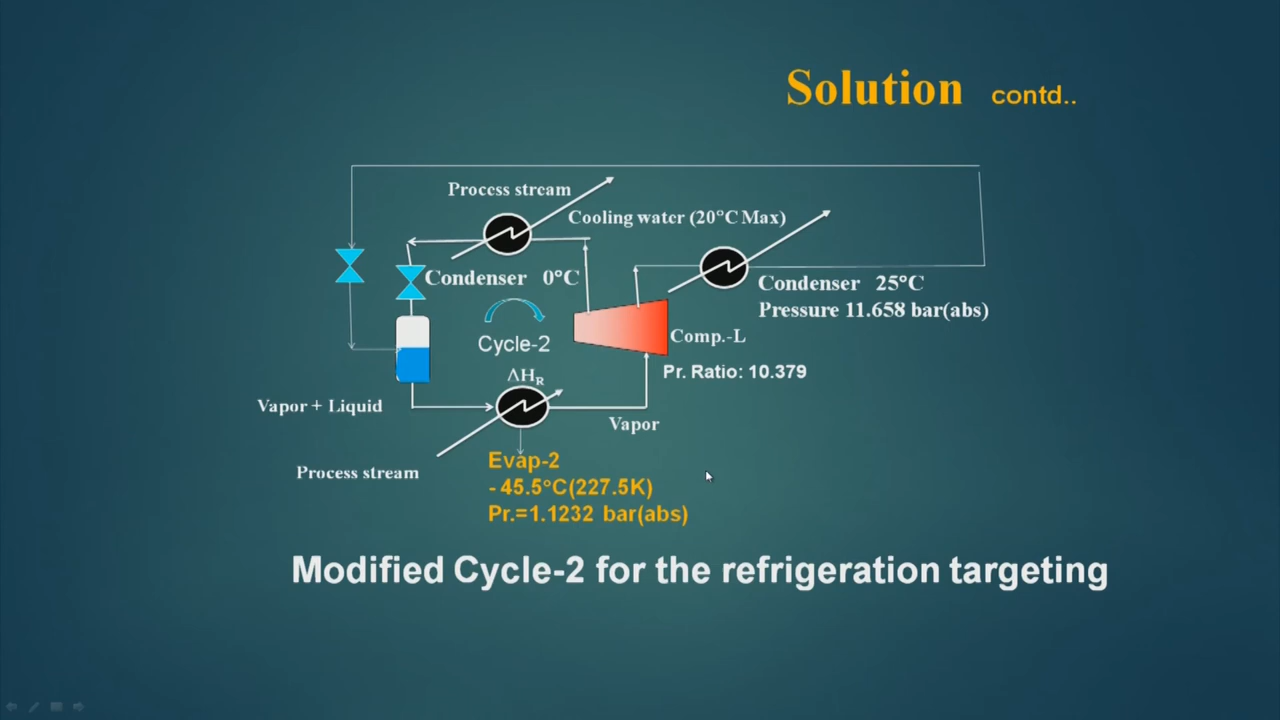 Solution contd..
Process stream
Cooling water (20°C Max)
Condenser 0°C
Condenser 25°C
Pressure 11.658 bar(abs)
Cycle-2
Comp.-L
ΔHR
Pr. Ratio: 10.379
Vapor + Liquid
Vapor
Process stream
Evap-2
- 45.5°C(227.5K)
Pr.=1.1232 bar(abs)
Modified Cycle-2 for the refrigeration targeting